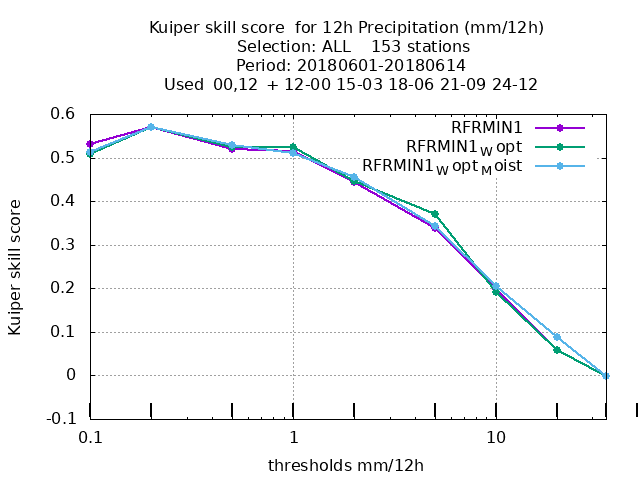 Kuiper skill score  for 12h Precipitation (mm/12h)
Selection: ALL    153 stations
Period: 20180601-20180614
Used  00,12  + 12-00 15-03 18-06 21-09 24-12
RFRMIN1
RFRMIN1W opt
RFRMIN1W opt M oist
0.6
0.5
0.4
0.3
0.2
0.1
0
-0.1
Kuiper skill score
0.1 1 10
thresholds mm/12h